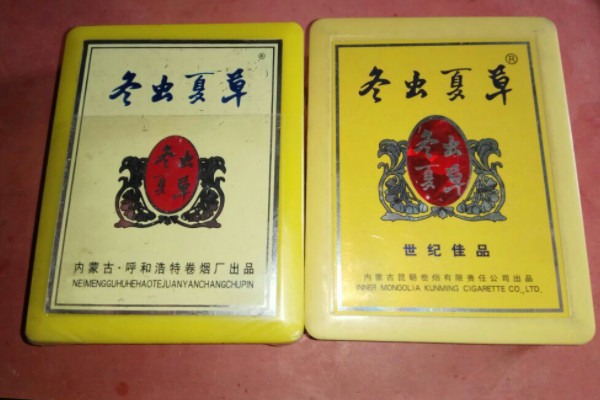 冬虫夏草®
冬虫
夏草
内蒙古·呼和浩特卷烟厂出品
NEIMENGGUHUHEHAOTEJUANYANCHANGCHUPIN
冬虫夏草®
冬虫
夏草
世纪佳品
内蒙古昆明卷烟有限责任公司出品
INNER MONGOLIA KUNMING CIGARETTE CO., LTD.